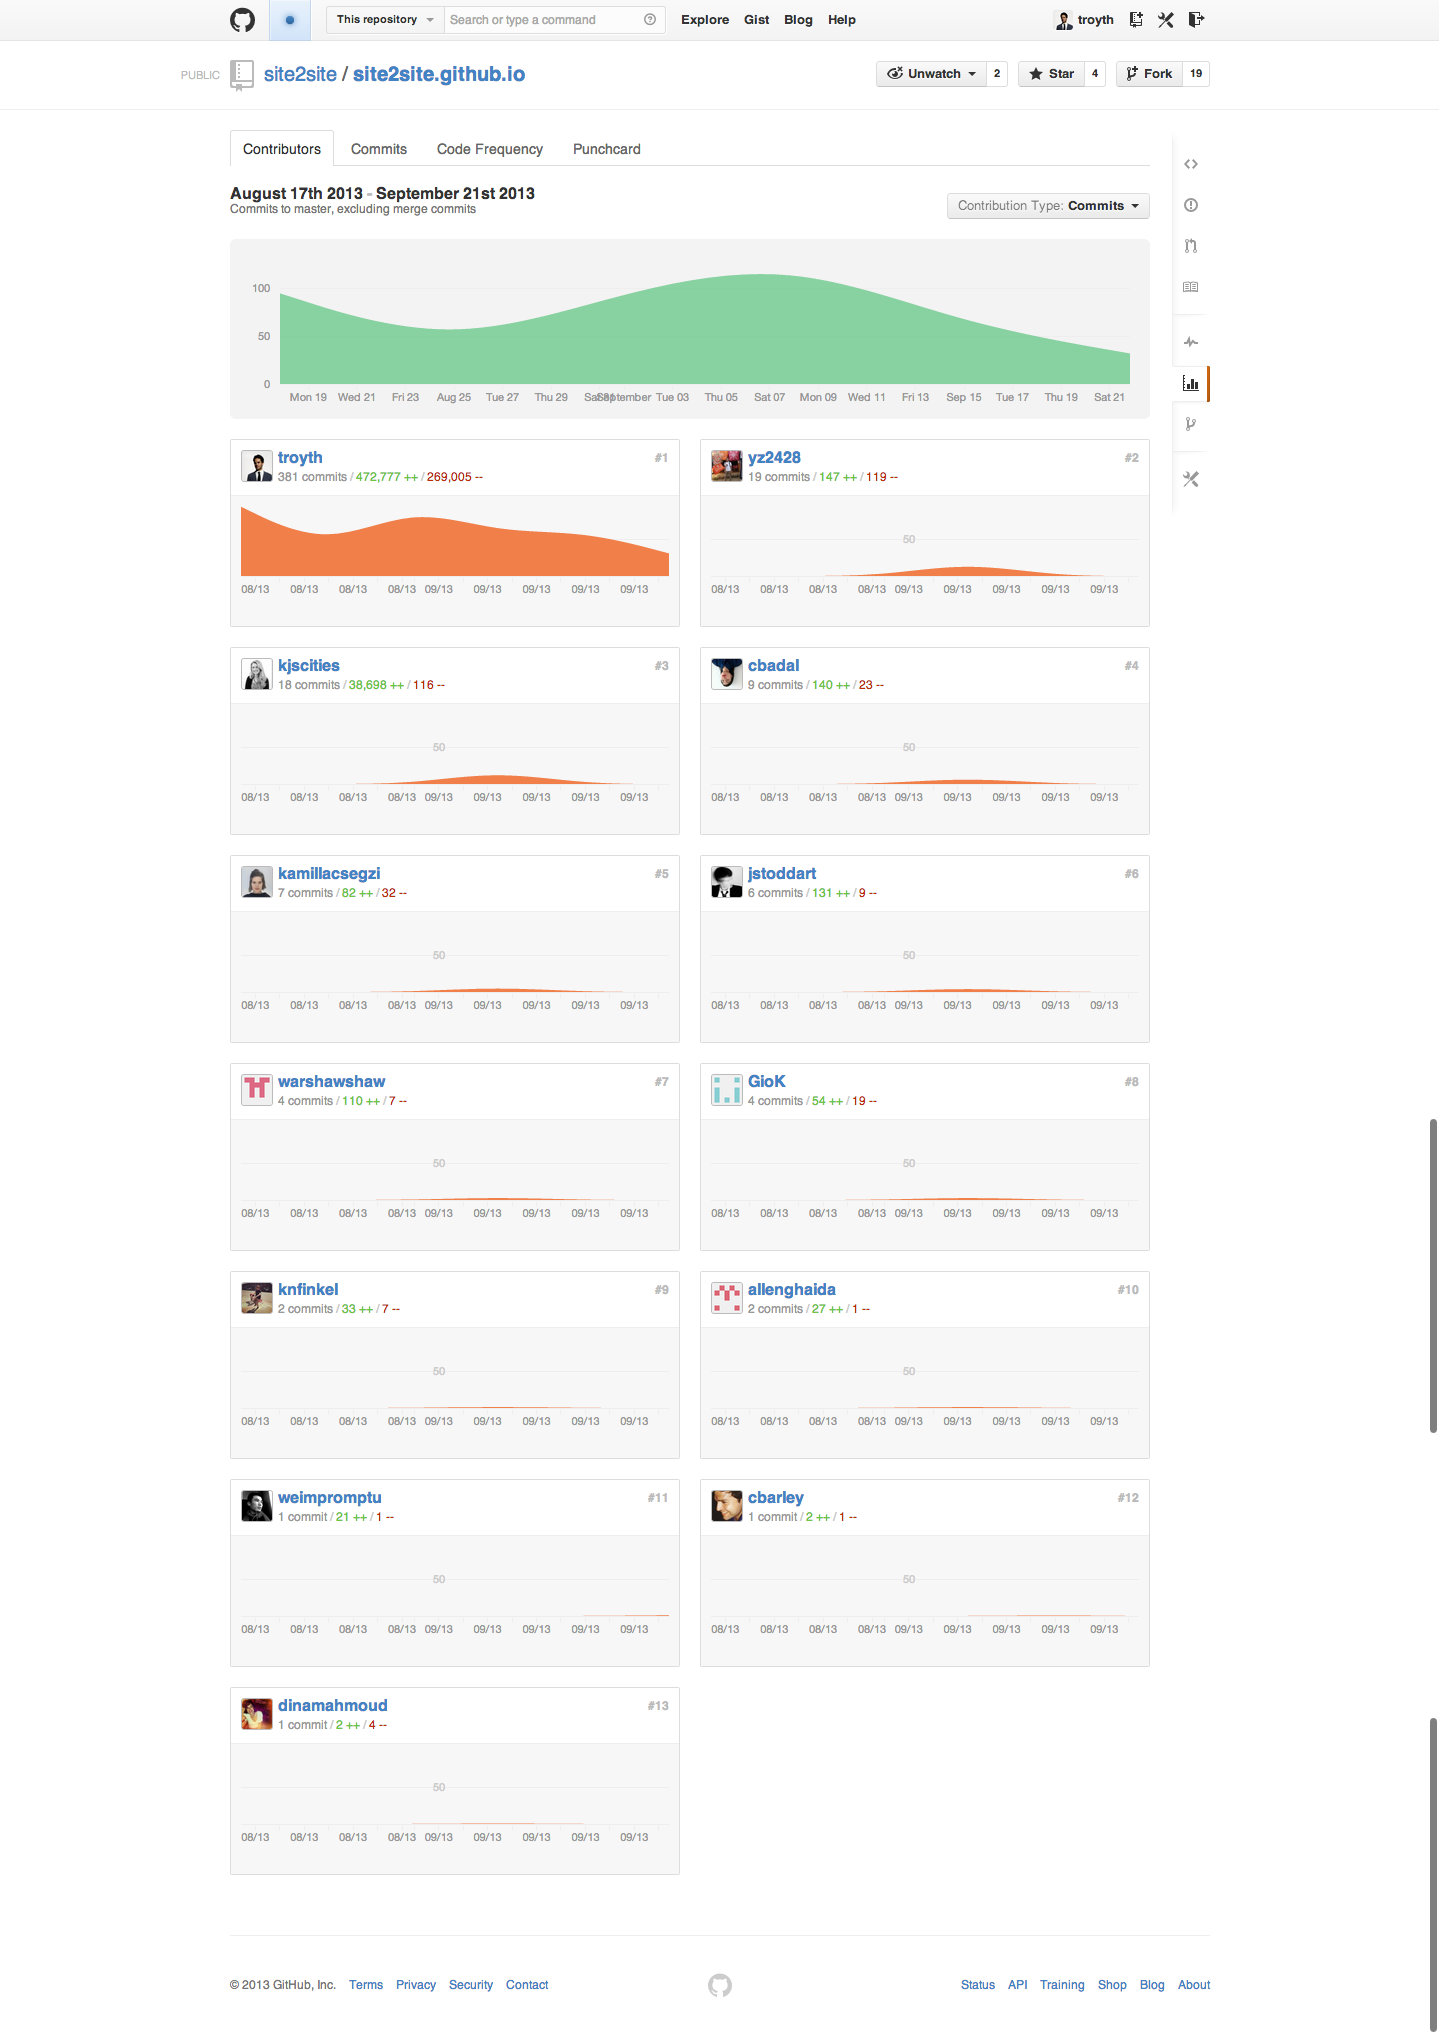 This repository Search or type a command Explore Gist Blog Help troyth
PUBLIC site2site / site2site.github.io Unwatch 2 Star 4 Fork 19
Contributors Commits Code Frequency Punchcard
August 17th 2013 - September 21st 2013
Commits to master, excluding merge commits
Contribution Type: Commits
100
50
0
Mon 19 Wed 21 Fri 23 Aug 25 Tue 27 Thu 29 Sat 31 September Tue 03 Thu 05 Sat 07 Mon 09 Wed 11 Fri 13 Sep 15 Tue 17 Thu 19 Sat 21
troyth #1
381 commits / 472,777 ++ / 269,005 --
08/13 08/13 08/13 08/13 09/13 09/13 09/13 09/13 09/13
yz2428 #2
19 commits / 147 ++ / 119 --
50
08/13 08/13 08/13 08/13 09/13 09/13 09/13 09/13 09/13
kjscities #3
18 commits / 38,698 ++ / 116 --
50
08/13 08/13 08/13 08/13 09/13 09/13 09/13 09/13 09/13
cbadal #4
9 commits / 140 ++ / 23 --
50
08/13 08/13 08/13 08/13 09/13 09/13 09/13 09/13 09/13
kamillacsegzi #5
7 commits / 82 ++ / 32 --
50
08/13 08/13 08/13 08/13 09/13 09/13 09/13 09/13 09/13
jstoddart #6
6 commits / 131 ++ / 9 --
50
08/13 08/13 08/13 08/13 09/13 09/13 09/13 09/13 09/13
warshawshaw #7
4 commits / 110 ++ / 7 --
50
08/13 08/13 08/13 08/13 09/13 09/13 09/13 09/13 09/13
GioK #8
4 commits / 54 ++ / 19 --
50
08/13 08/13 08/13 08/13 09/13 09/13 09/13 09/13 09/13
knfinkel #9
2 commits / 33 ++ / 7 --
50
08/13 08/13 08/13 08/13 09/13 09/13 09/13 09/13 09/13
allenghaida #10
2 commits / 27 ++ / 1 --
50
08/13 08/13 08/13 08/13 09/13 09/13 09/13 09/13 09/13
weimpromptu #11
1 commit / 21 ++ / 1 --
50
08/13 08/13 08/13 08/13 09/13 09/13 09/13 09/13 09/13
cbarley #12
1 commit / 2 ++ / 1 --
50
08/13 08/13 08/13 08/13 09/13 09/13 09/13 09/13 09/13
dinamahmoud #13
1 commit / 2 ++ / 4 --
50
08/13 08/13 08/13 08/13 09/13 09/13 09/13 09/13 09/13
© 2013 GitHub, Inc. Terms Privacy Security Contact Status API Training Shop Blog About